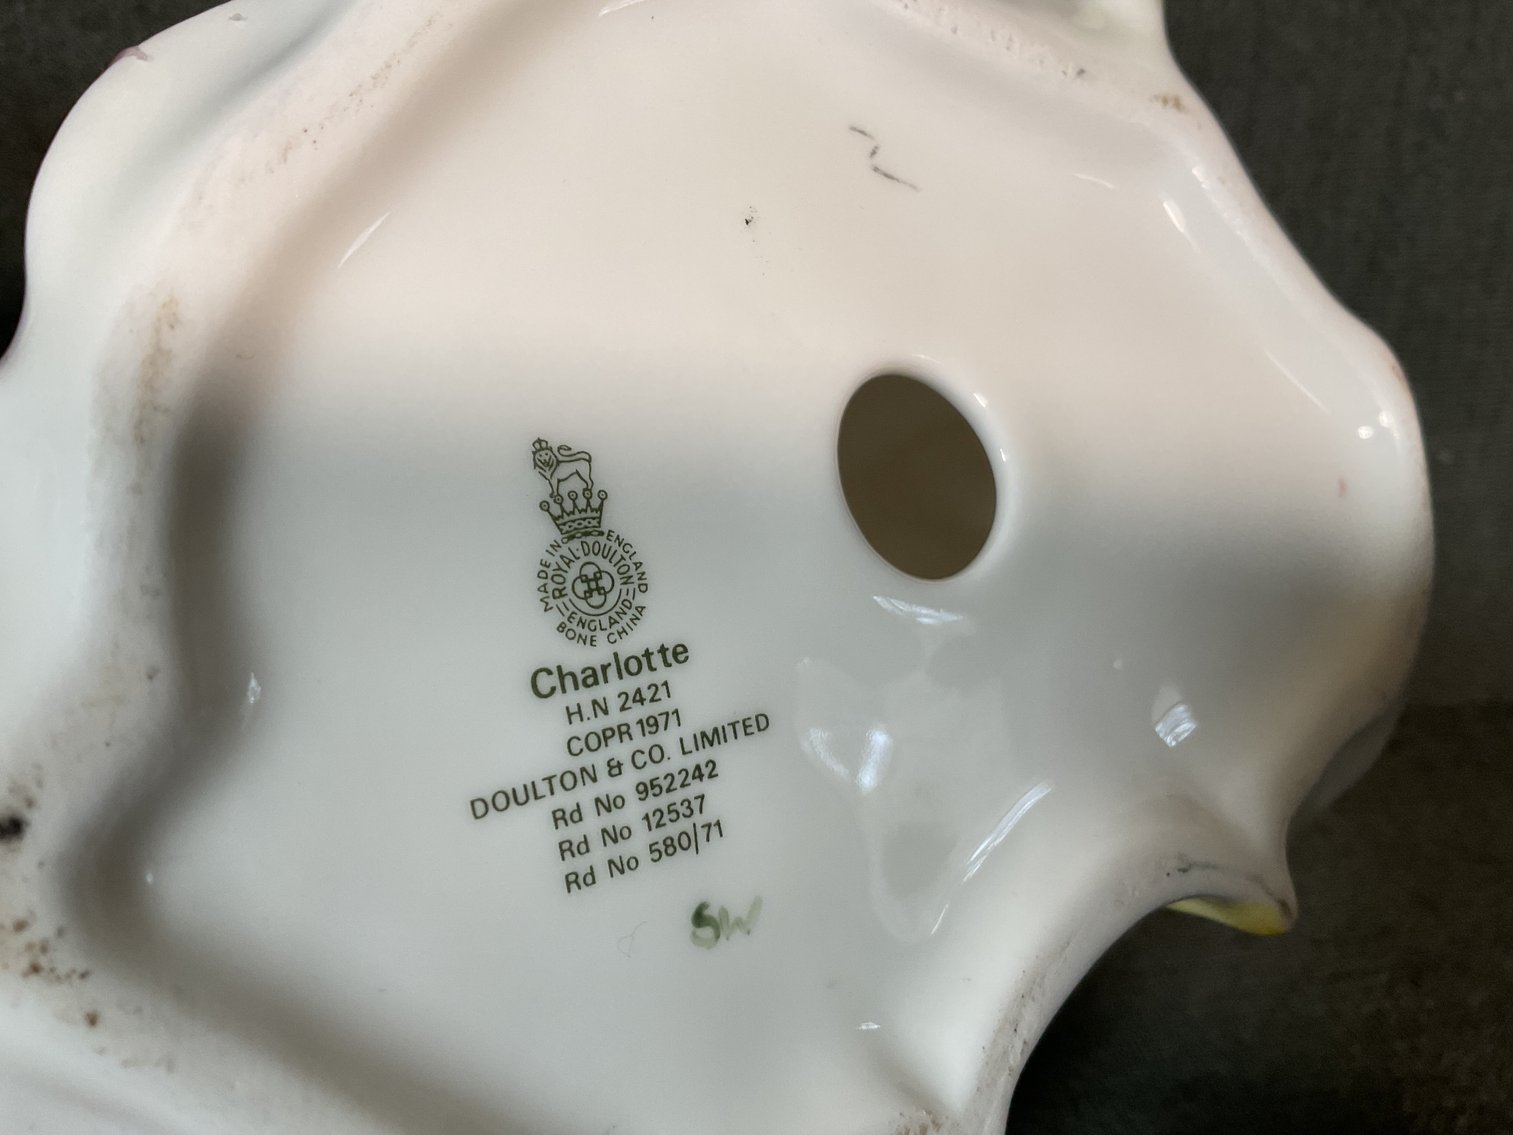 MADE IN ENGLAND
ROYAL·DOULTON
ENGLAND
BONE CHINA
Charlotte
H.N 2421
COPR 1971
DOULTON & CO. LIMITED
Rd No 952242
Rd No 12537
Rd No 580/71
SW